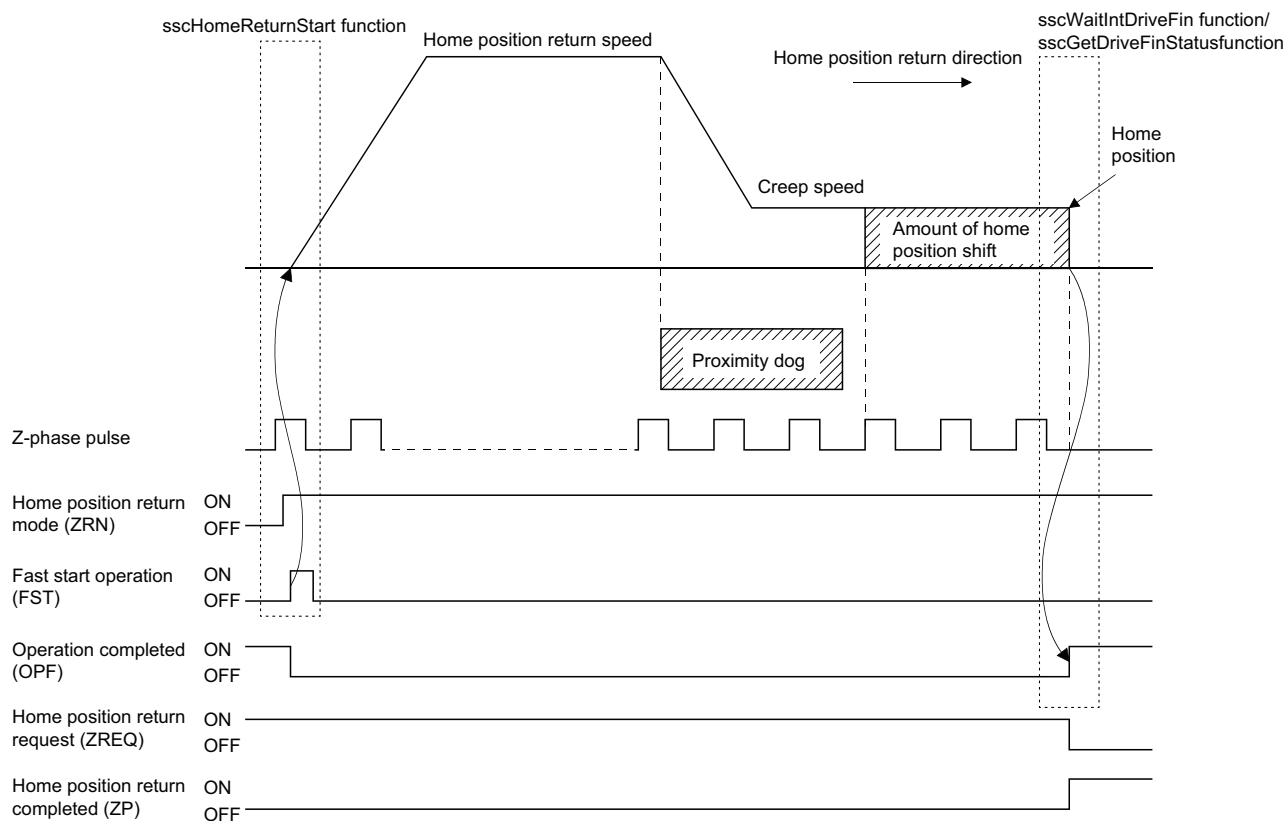 sscHomeReturnStart function
Home position return speed
Home position return direction
sscWaitIntDriveFin function/
sscGetDriveFinStatusfunction
Home
position
Creep speed
Amount of home
position shift
Proximity dog
Z-phase pulse
Home position return
mode (ZRN)
ON
OFF
Fast start operation
(FST)
ON
OFF
Operation completed
(OPF)
ON
OFF
Home position return
request (ZREQ)
ON
OFF
Home position return
completed (ZP)
ON
OFF